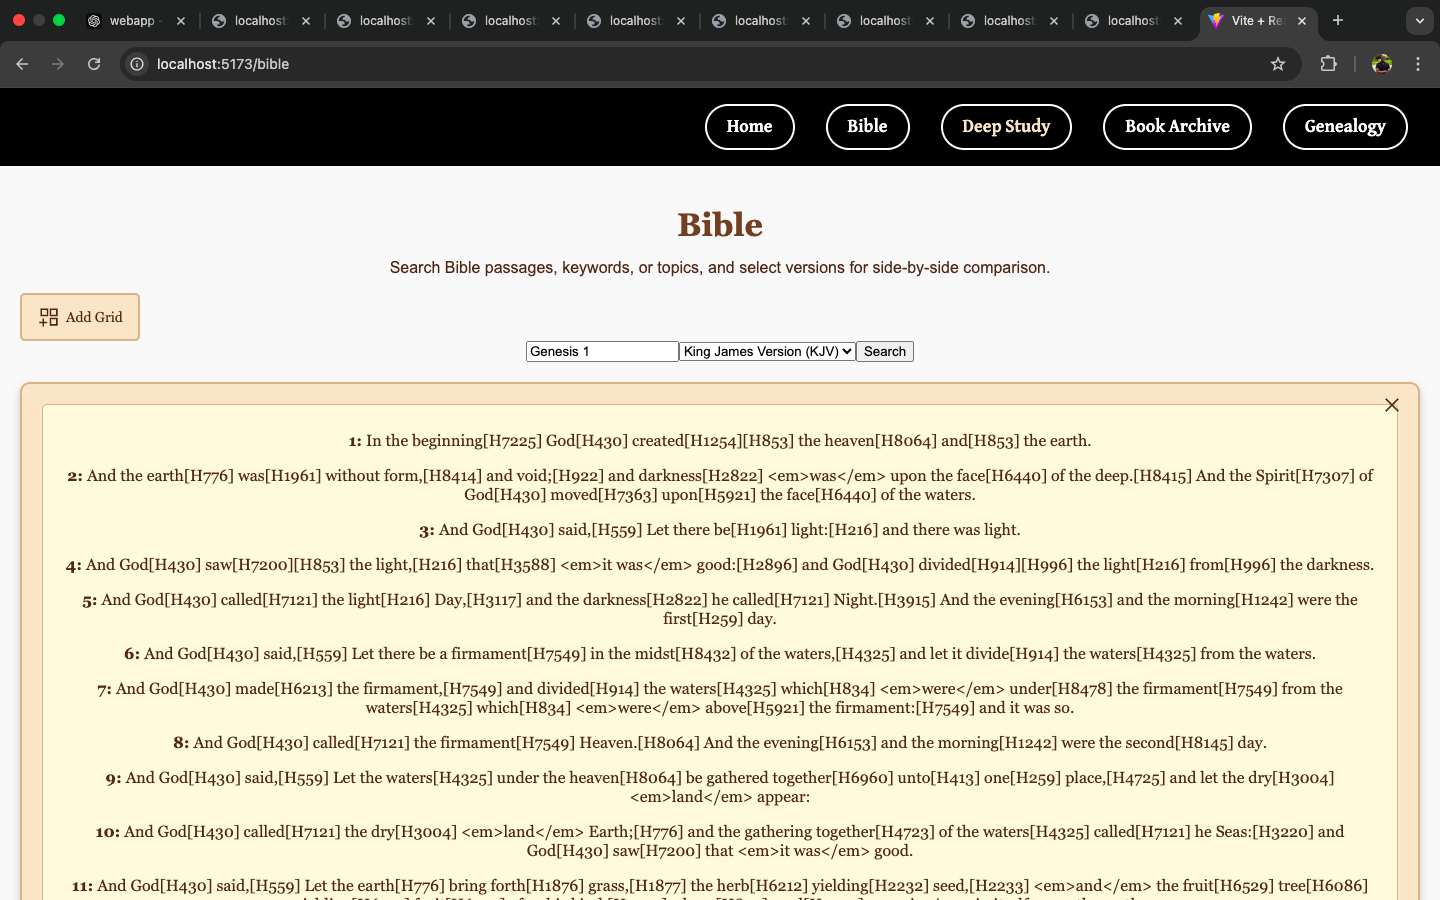 webapp -
localhost:
localhost:
localhost:
localhost:
localhost:
localhost:
localhost:
localhost:
Vite + Rea
localhost:5173/bible
Home
Bible
Deep Study
Book Archive
Genealogy
Bible
Search Bible passages, keywords, or topics, and select versions for side-by-side comparison.
Add Grid
Genesis 1
King James Version (KJV)
Search
1: In the beginning[H7225] God[H430] created[H1254][H853] the heaven[H8064] and[H853] the earth.
2: And the earth[H776] was[H1961] without form,[H8414] and void;[H922] and darkness[H2822] <em>was</em> upon the face[H6440] of the deep.[H8415] And the Spirit[H7307] of
God[H430] moved[H7363] upon[H5921] the face[H6440] of the waters.
3: And God[H430] said,[H559] Let there be[H1961] light:[H216] and there was light.
4: And God[H430] saw[H7200][H853] the light,[H216] that[H3588] <em>it was</em> good:[H2896] and God[H430] divided[H914][H996] the light[H216] from[H996] the darkness.
5: And God[H430] called[H7121] the light[H216] Day,[H3117] and the darkness[H2822] he called[H7121] Night.[H3915] And the evening[H6153] and the morning[H1242] were the
first[H259] day.
6: And God[H430] said,[H559] Let there be a firmament[H7549] in the midst[H8432] of the waters,[H4325] and let it divide[H914] the waters[H4325] from the waters.
7: And God[H430] made[H6213] the firmament,[H7549] and divided[H914] the waters[H4325] which[H834] <em>were</em> under[H8478] the firmament[H7549] from the
waters[H4325] which[H834] <em>were</em> above[H5921] the firmament:[H7549] and it was so.
8: And God[H430] called[H7121] the firmament[H7549] Heaven.[H8064] And the evening[H6153] and the morning[H1242] were the second[H8145] day.
9: And God[H430] said,[H559] Let the waters[H4325] under the heaven[H8064] be gathered together[H6960] unto[H413] one[H259] place,[H4725] and let the dry[H3004]
<em>land</em> appear:
10: And God[H430] called[H7121] the dry[H3004] <em>land</em> Earth;[H776] and the gathering together[H4723] of the waters[H4325] called[H7121] he Seas:[H3220] and
God[H430] saw[H7200] that <em>it was</em> good.
11: And God[H430] said,[H559] Let the earth[H776] bring forth[H1876] grass,[H1877] the herb[H6212] yielding[H2232] seed,[H2233] <em>and</em> the fruit[H6529] tree[H6086]